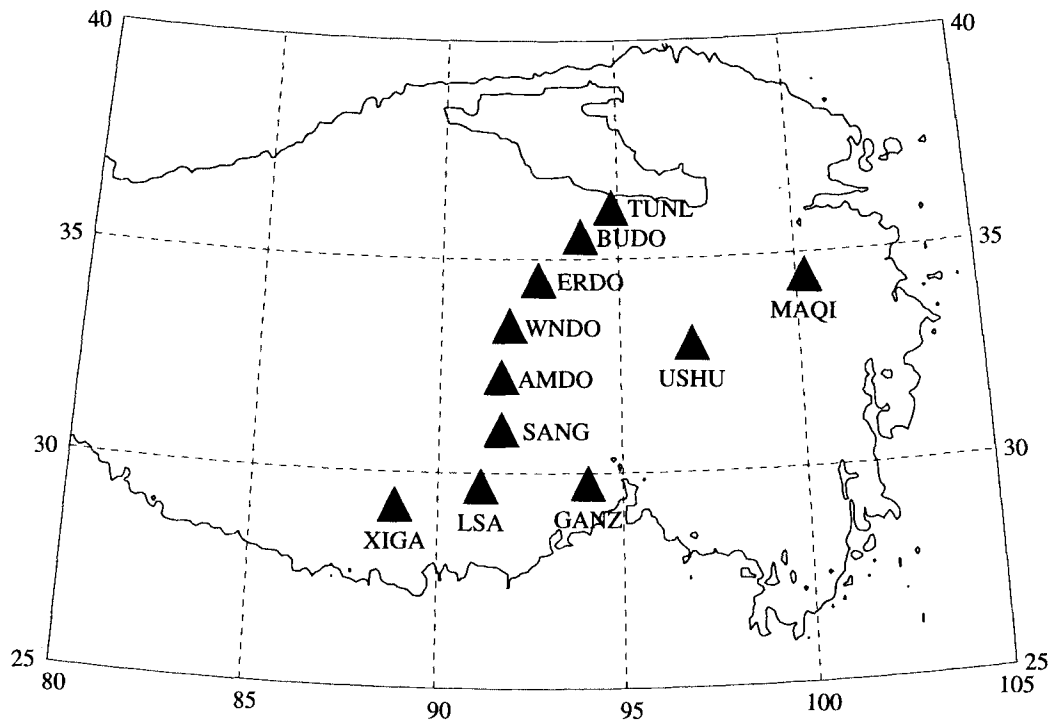 40
40
TUNL
BUDO
35
35
ERDO
MAQI
WNDO
USHU
AMDO
SANG
30
30
LSA
GANZ
XIGA
25
25
80
85
90
95
100
105